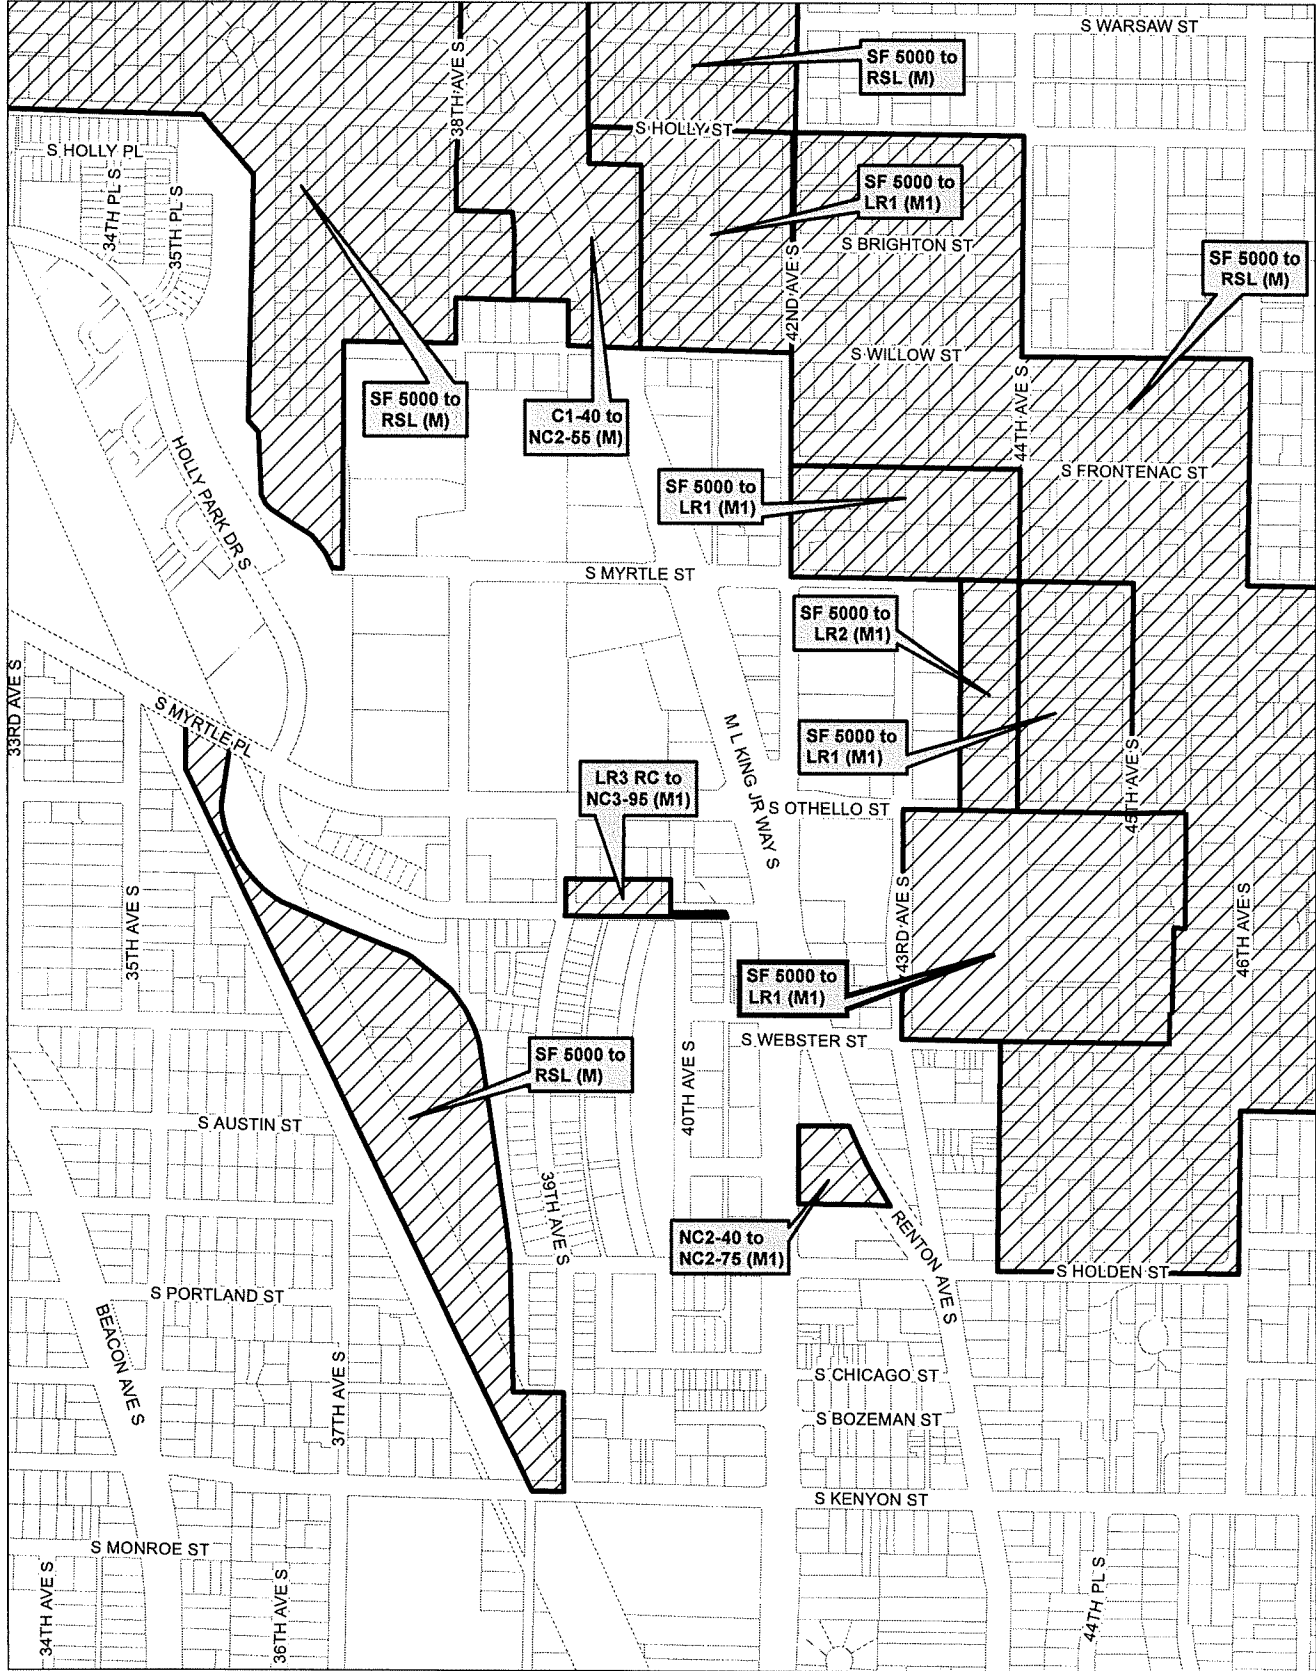 S WARSAW ST
38TH AVE S
SF 5000 to
RSL (M)
S HOLLY ST
S HOLLY PL
34TH PL S
35TH PL S
SF 5000 to
LR1 (M1)
S BRIGHTON ST
42ND AVE S
SF 5000 to
RSL (M)
S WILLOW ST
SF 5000 to
RSL (M)
C1-40 to
NC2-55 (M)
44TH AVE S
S FRONTENAC ST
HOLLY PARK DR S
SF 5000 to
LR1 (M1)
S MYRTLE ST
SF 5000 to
LR2 (M1)
33RD AVE S
S MYRTLE PL
M L KING JR WAY S
SF 5000 to
LR1 (M1)
45TH AVE S
LR3 RC to
NC3-95 (M1)
S OTHELLO ST
35TH AVE S
43RD AVE S
46TH AVE S
SF 5000 to
LR1 (M1)
S WEBSTER ST
SF 5000 to
RSL (M)
40TH AVE S
S AUSTIN ST
39TH AVE S
NC2-40 to
NC2-75 (M1)
RENTON AVE S
S HOLDEN ST
S PORTLAND ST
BEACON AVE S
37TH AVE S
S CHICAGO ST
S BOZEMAN ST
S KENYON ST
S MONROE ST
34TH AVE S
36TH AVE S
44TH PL S